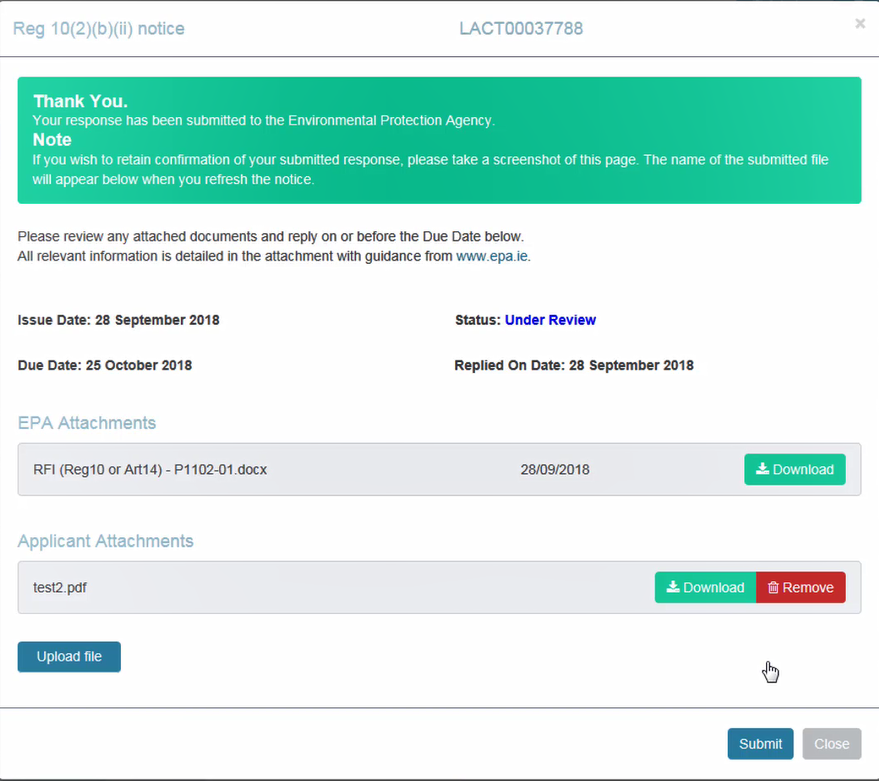 Reg 10(2)(b)(ii) notice
LACT00037788
×
Thank You.
Your response has been submitted to the Environmental Protection Agency.
Note
If you wish to retain confirmation of your submitted response, please take a screenshot of this page. The name of the submitted file
will appear below when you refresh the notice.
Please review any attached documents and reply on or before the Due Date below.
All relevant information is detailed in the attachment with guidance from www.epa.ie.
Issue Date: 28 September 2018
Status: Under Review
Due Date: 25 October 2018
Replied On Date: 28 September 2018
EPA Attachments
RFI (Reg10 or Art14) - P1102-01.docx
28/09/2018
Download
Applicant Attachments
test2.pdf
Download
Remove
Upload file
Submit
Close